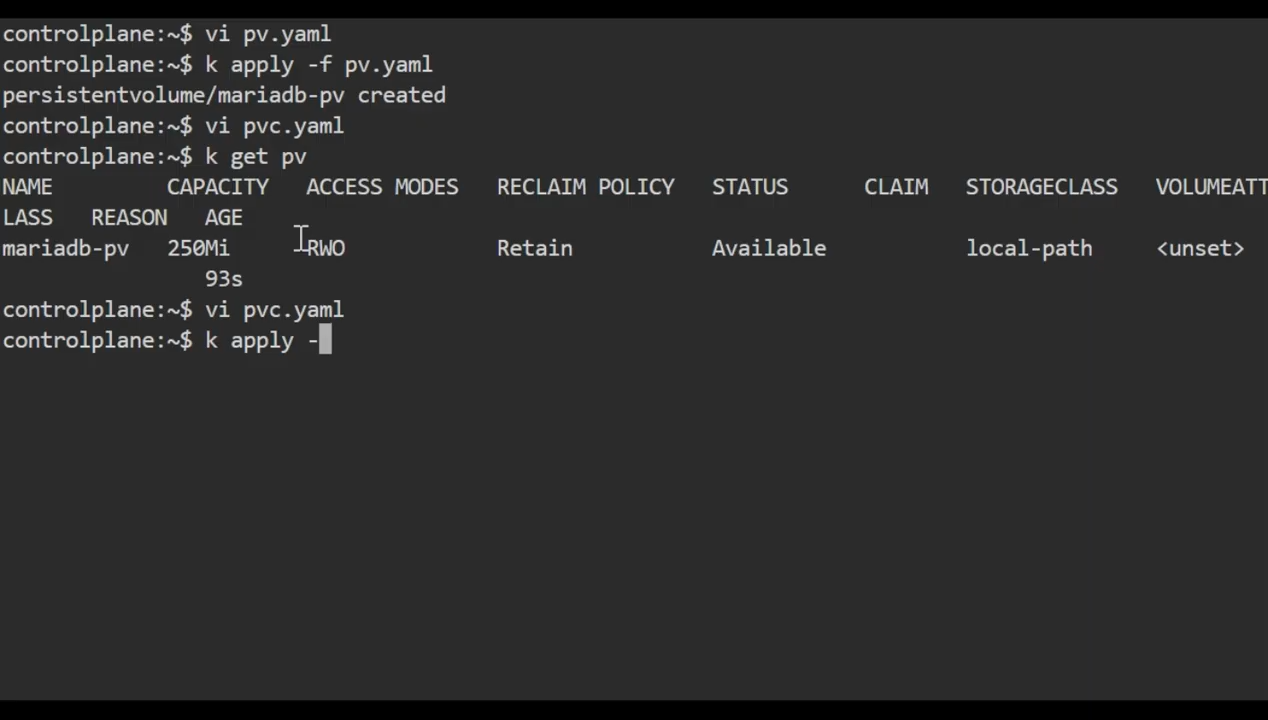 controlplane:~$ vi pv.yaml
controlplane:~$ k apply -f pv.yaml
persistentvolume/mariadb-pv created
controlplane:~$ vi pvc.yaml
controlplane:~$ k get pv
NAME         CAPACITY   ACCESS MODES   RECLAIM POLICY   STATUS      CLAIM   STORAGECLASS   VOLUMEATT
LASS   REASON   AGE
mariadb-pv   250Mi      RWO            Retain           Available           local-path     <unset>
                93s
controlplane:~$ vi pvc.yaml
controlplane:~$ k apply -